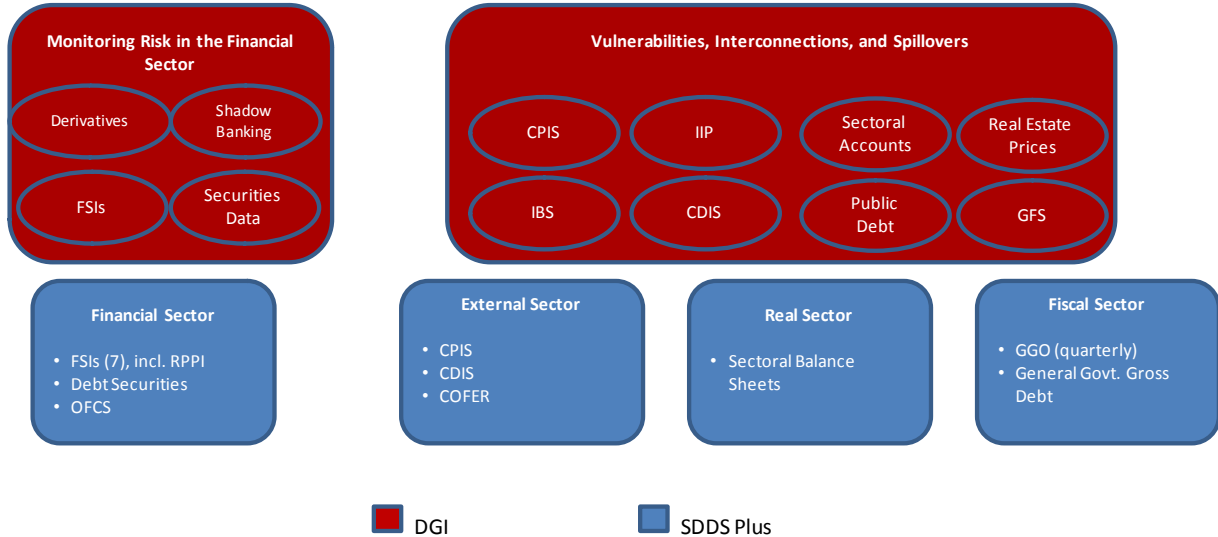 Monitoring Risk in the Financial
Sector
Derivatives
Shadow
Banking
FSIs
Securities
Data
Vulnerabilities, Interconnections, and Spillovers
CPIS
IIP
Sectoral
Accounts
Real Estate
Prices
IBS
CDIS
Public
Debt
GFS
Financial Sector
• FSIs (7), incl. RPPI
• Debt Securities
• OFCS
External Sector
• CPIS
• CDIS
• COFER
Real Sector
• Sectoral Balance
Sheets
Fiscal Sector
• GGO (quarterly)
• General Govt. Gross
Debt
DGI
SDDS Plus